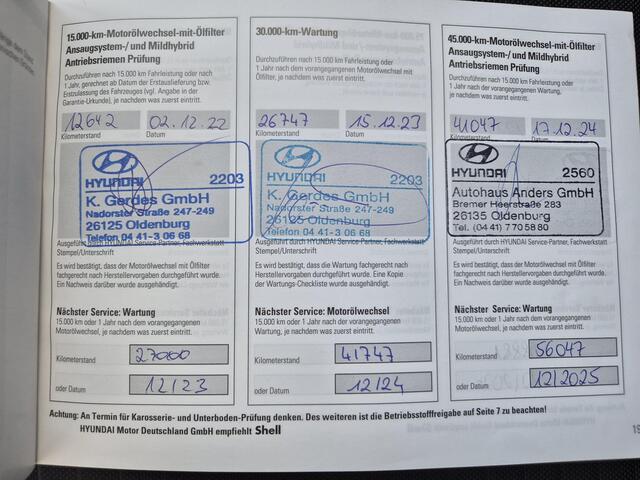 15.000-km-Motorölwechsel-mit-Ölfilter
Ansaugsystem-/ und Mildhybrid
Antriebsriemen Prüfung
Durchzuführen nach 15.000 km Fahrleistung oder nach
1 Jahr, gerechnet ab Datum der Erstauslieferung bzw.
Erstzulassung des Fahrzeuges (vgl. Angabe in der
Garantie-Urkunde), je nachdem was zuerst eintritt.
12642 02.12.22
Kilometerstand Datum
HYUNDAI 2203
K. Gerdes GmbH
Nadorster Straße 247-249
26125 Oldenburg
Telefon 04 41-3 06 68
Ausgeführt durch HYUNDAI Service-Partner, Fachwerkstatt
Stempel/Unterschrift
Es wird bestätigt, dass der Motorölwechsel mit Ölfilter
fachgerecht nach Herstellervorgaben durchgeführt wurde.
Ein Nachweis darüber wurde ausgehändigt.
Nächster Service: Wartung
15.000 km oder 1 Jahr nach dem vorangegangenen
Motorölwechsel, je nachdem, was zuerst eintritt.
Kilometerstand 27000
oder Datum 12/23
30.000-km-Wartung
Durchzuführen nach 15.000 km Fahrleistung oder
1 Jahr nach dem vorangegangenen Motorölwechsel mit
Ölfilter, je nachdem was zuerst eintritt.
26747 15.12.23
Kilometerstand Datum
HYUNDAI 2203
K. Gerdes GmbH
Nadorster Straße 247-249
26125 Oldenburg
Telefon 04 41-3 06 68
Ausgeführt durch HYUNDAI Service-Partner, Fachwerkstatt
Stempel/Unterschrift
Es wird bestätigt, dass die Wartung fachgerecht nach
Herstellervorgaben durchgeführt wurde. Eine Kopie
der Wartungs-Checkliste wurde ausgehändigt.
Nächster Service: Motorölwechsel
15.000 km oder 1 Jahr nach der vorangegangenen
Wartung, je nachdem, was zuerst eintritt.
Kilometerstand 41747
oder Datum 12/24
45.000-km-Motorölwechsel-mit-Ölfilter
Ansaugsystem-/ und Mildhybrid
Antriebsriemen Prüfung
Durchzuführen nach 15.000 km Fahrleistung oder
1 Jahr nach der vorangegangenen Wartung,
je nachdem, was zuerst eintritt.
41047 17.12.24
Kilometerstand Datum
HYUNDAI 2560
Autohaus Anders GmbH
Bremer Heerstraße 283
26135 Oldenburg
Tel. (04 41) 7 70 58 80
Ausgeführt durch HYUNDAI Service-Partner, Fachwerkstatt
Stempel/Unterschrift
Es wird bestätigt, dass der Motorölwechsel mit Ölfilter
fachgerecht nach Herstellervorgaben durchgeführt wurde.
Ein Nachweis darüber wurde ausgehändigt.
Nächster Service: Wartung
15.000 km oder 1 Jahr nach dem vorangegangenen
Motorölwechsel, je nachdem, was zuerst eintritt.
Kilometerstand 56047
oder Datum 12/2025
Achtung: An Termin für Karosserie- und Unterboden-Prüfung denken. Des weiteren ist die Betriebsstofffreigabe auf Seite 7 zu beachten!
HYUNDAI Motor Deutschland GmbH empfiehlt Shell